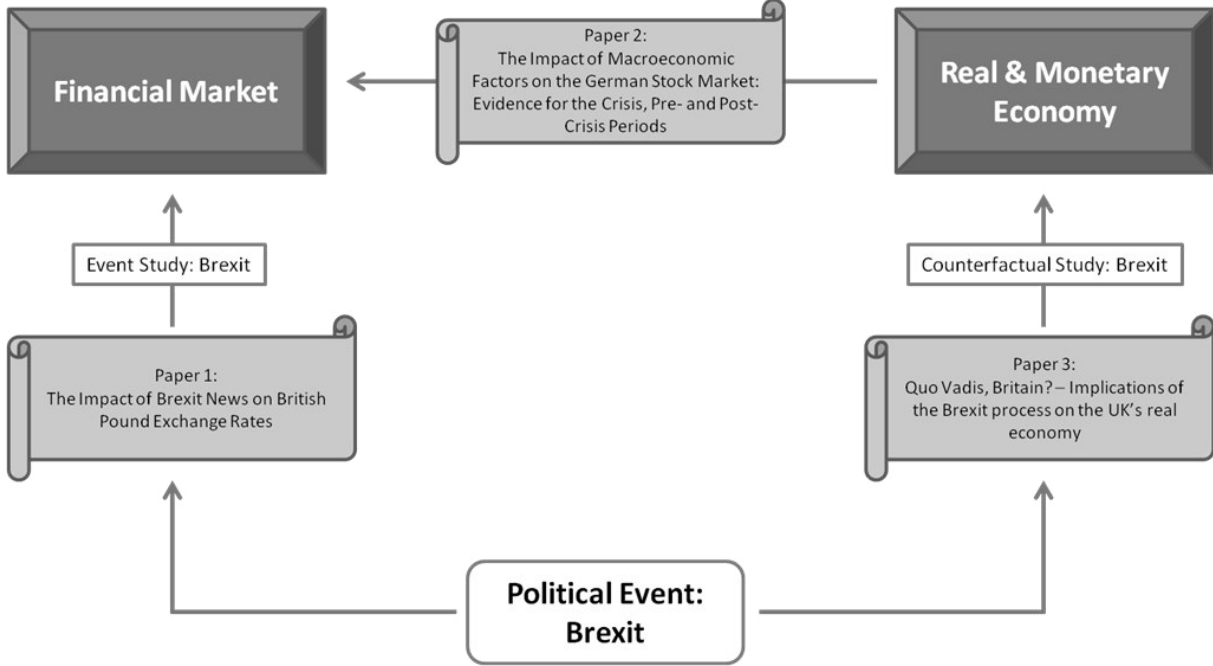 Financial Market
Paper 2:
The Impact of Macroeconomic
Factors on the German Stock Market:
Evidence for the Crisis, Pre- and Post-
Crisis Periods
Real & Monetary
Economy
Event Study: Brexit
Counterfactual Study: Brexit
Paper 1:
The Impact of Brexit News on British
Pound Exchange Rates
Paper 3:
Quo Vadis, Britain? – Implications of
the Brexit process on the UK’s real
economy
Political Event:
Brexit